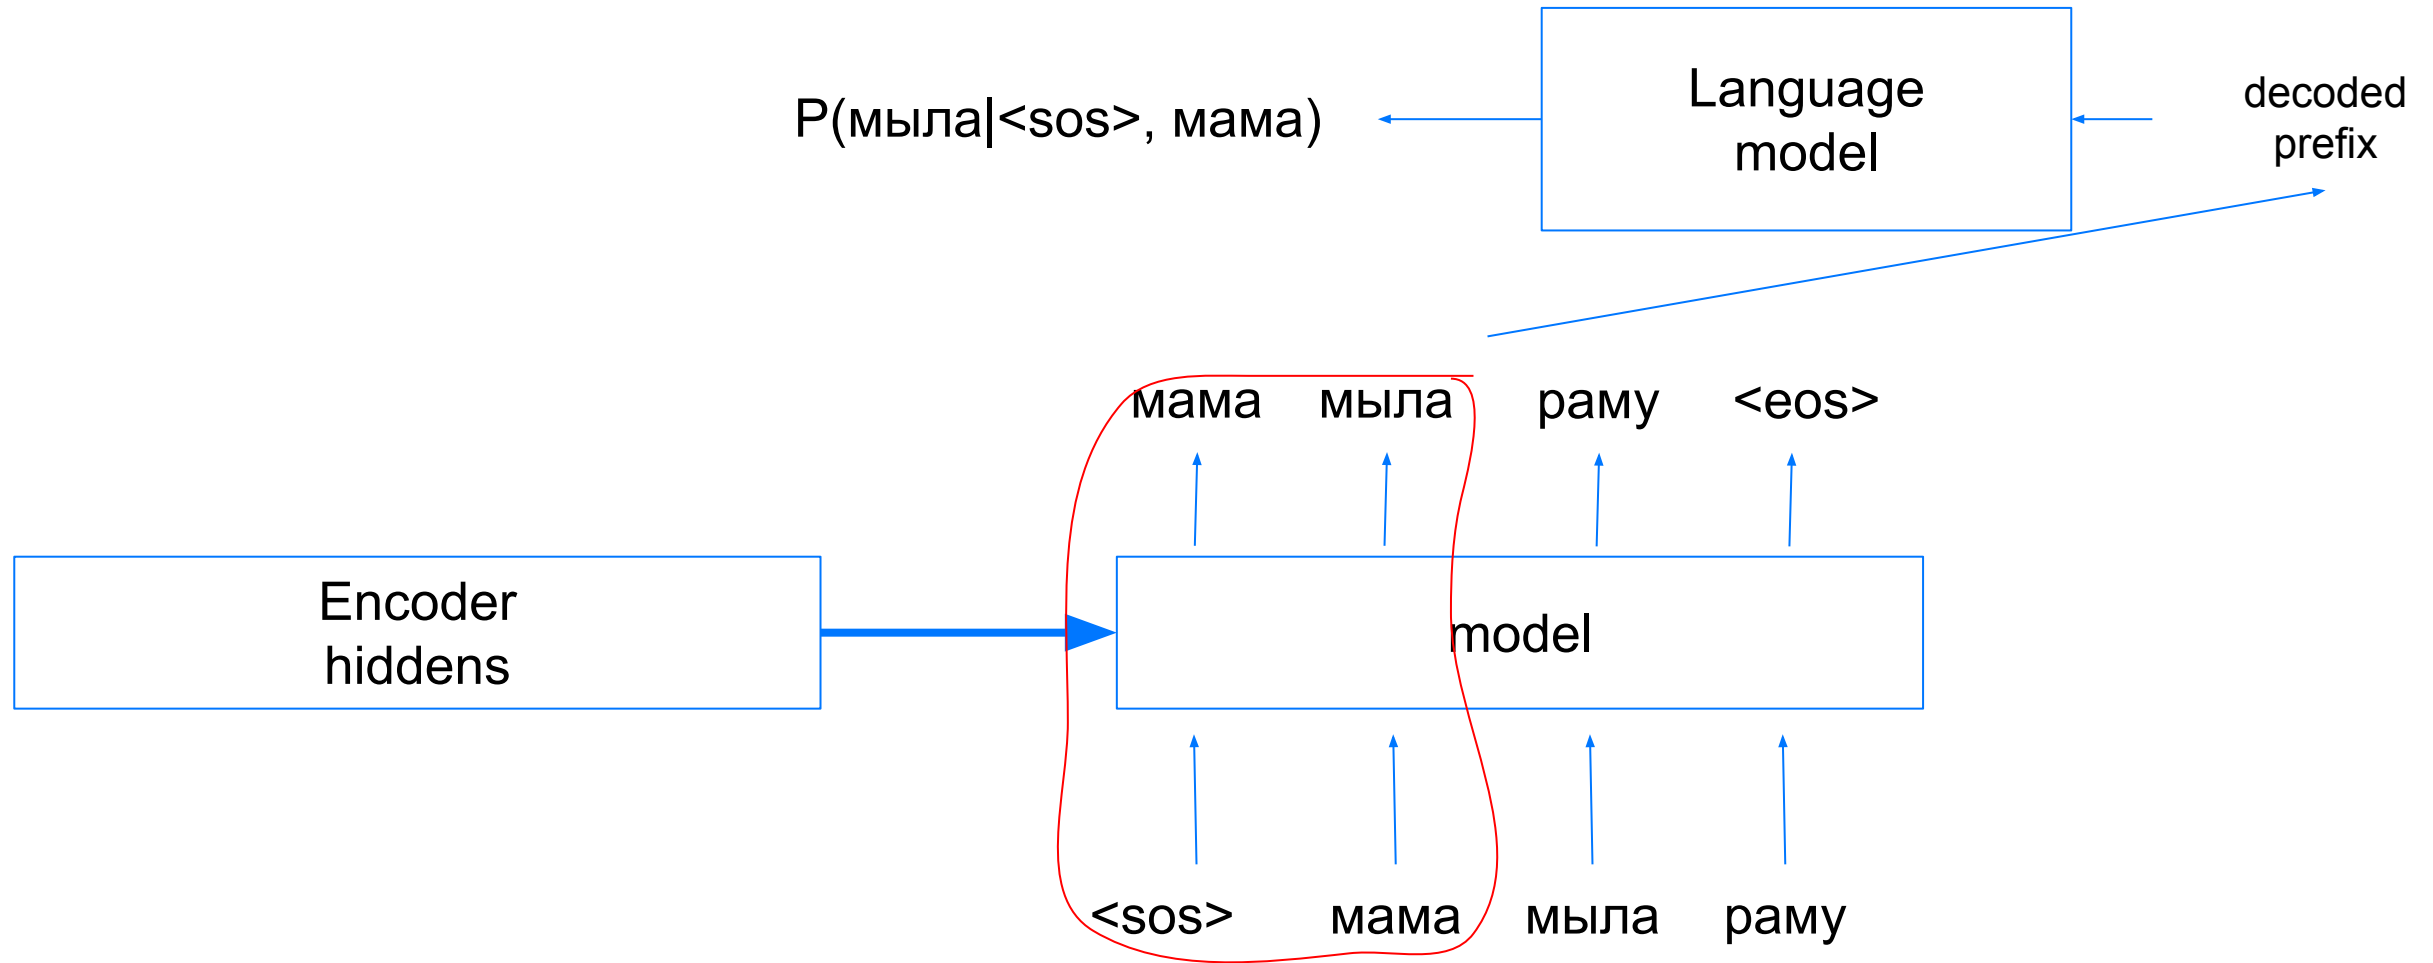 Language
model
decoded
prefix
P(мыла|<sos>, мама)
мама мыла раму <eos>
Encoder
hiddens
model
<sos> мама мыла раму